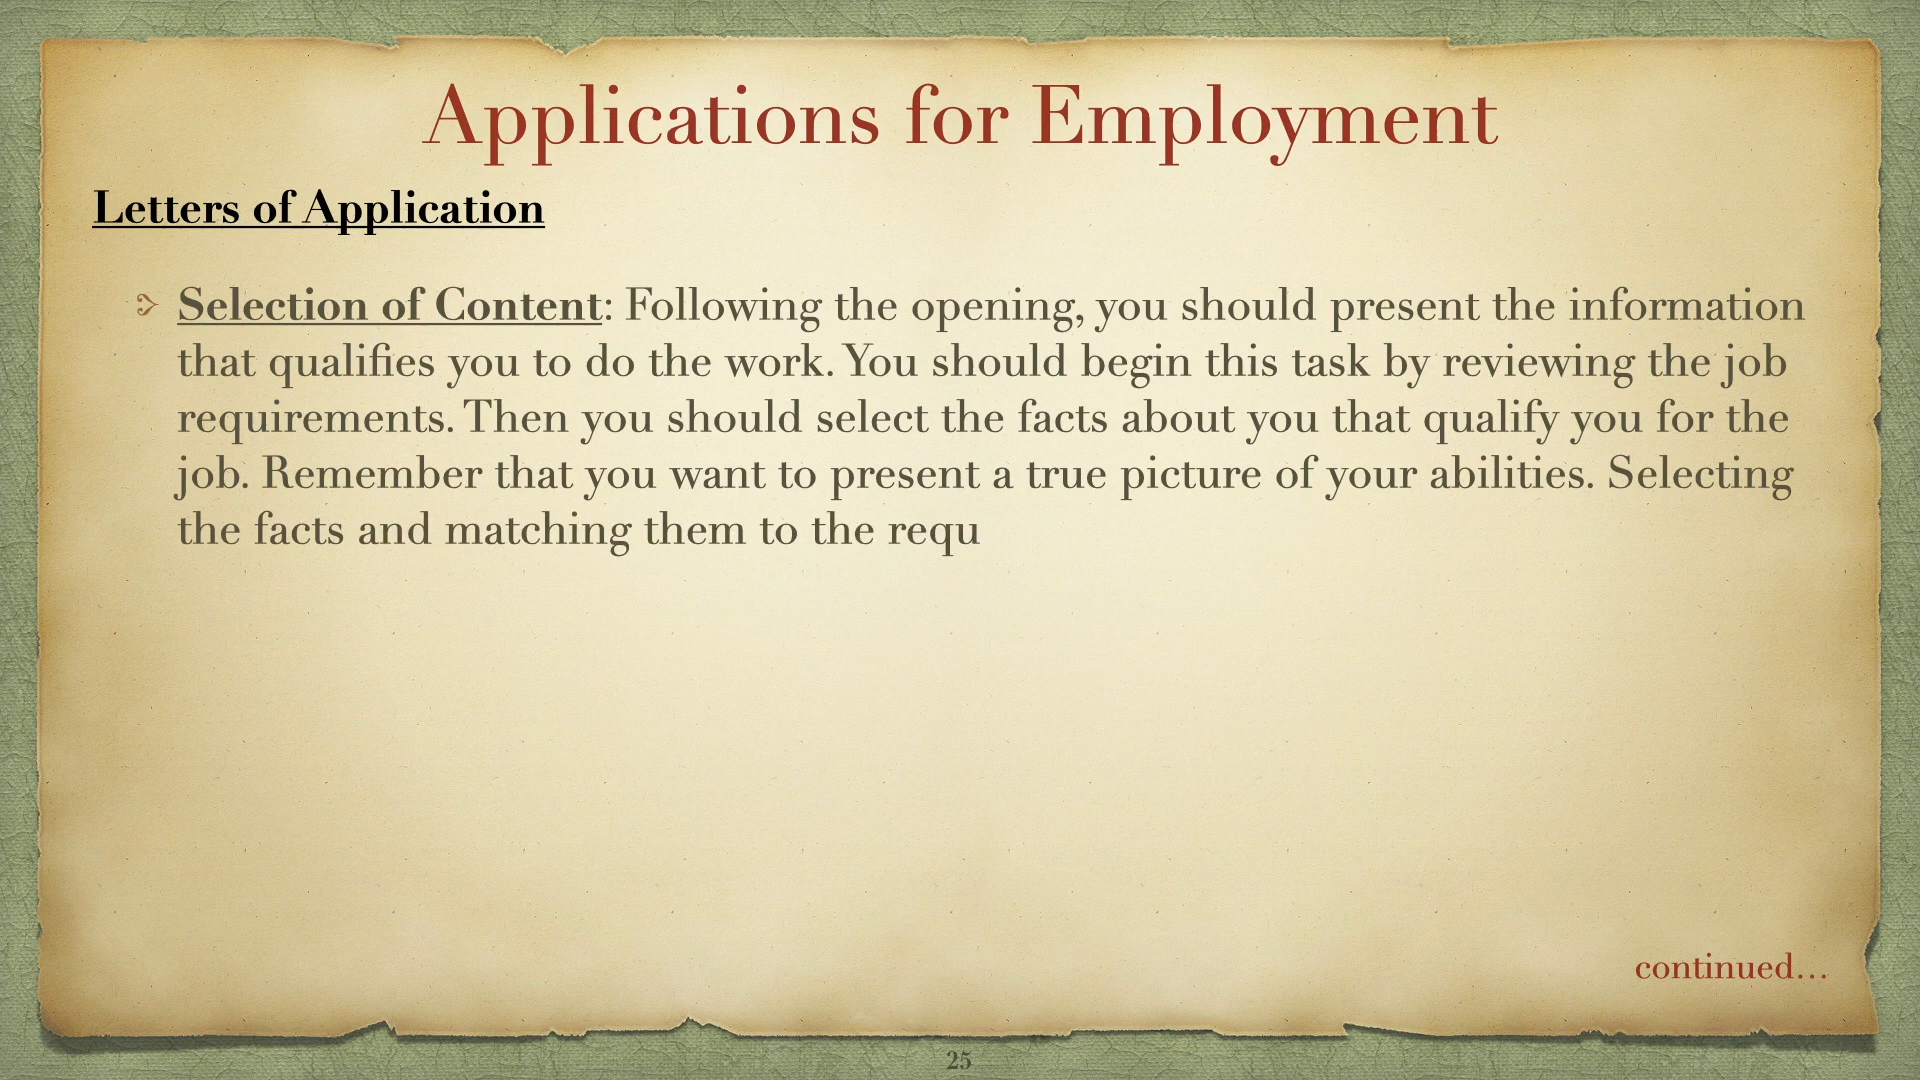 Applications for Employment
Letters of Application
Selection of Content: Following the opening, you should present the information
that qualifies you to do the work. You should begin this task by reviewing the job
requirements. Then you should select the facts about you that qualify you for the
job. Remember that you want to present a true picture of your abilities. Selecting
the facts and matching them to the requ
continued…
25